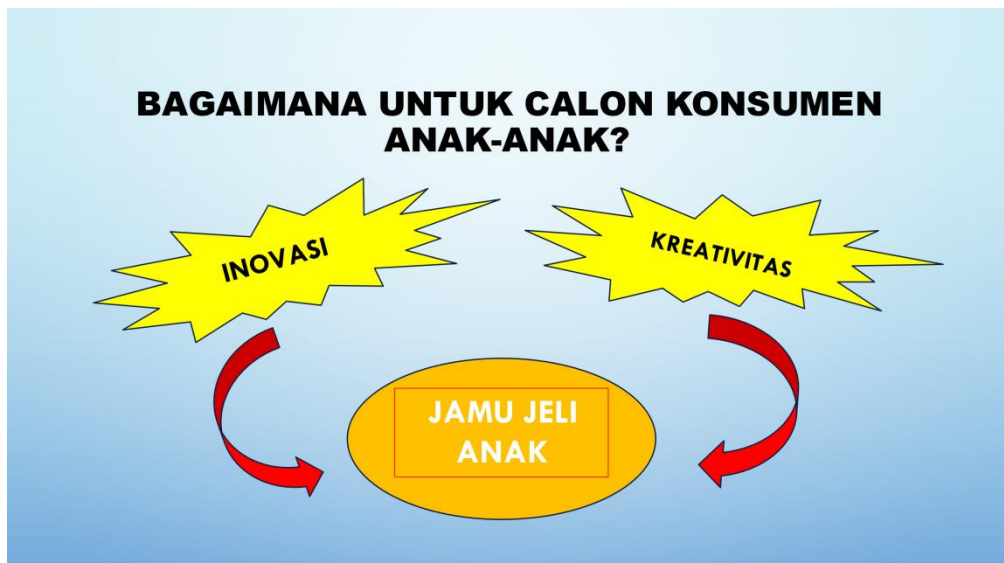 BAGAIMANA UNTUK CALON KONSUMEN
ANAK-ANAK?
INOVASI
KREATIVITAS
JAMU JELI
ANAK